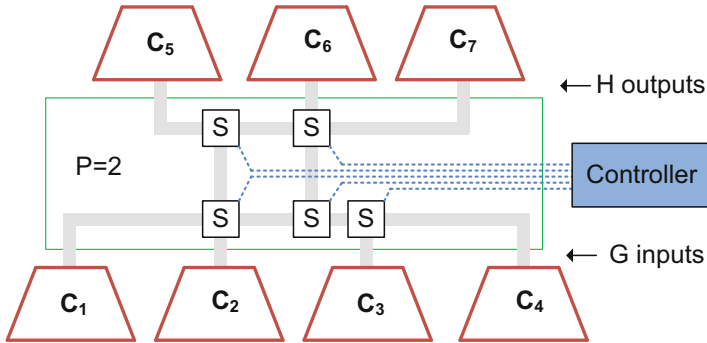 C5 C6 C7
H outputs
S S
P=2
Controller
S S S
G inputs
C1 C2 C3 C4